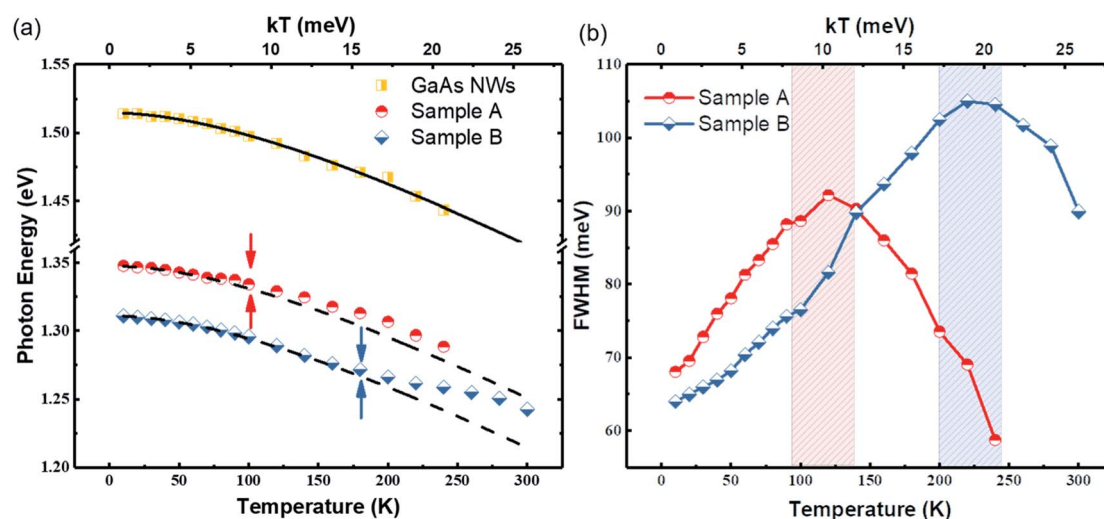 (a)
kT (meV)
0 5 10 15 20 25
1.55
1.50
1.45
1.35
1.30
1.25
1.20
Photon Energy (eV)
GaAs NWs
Sample A
Sample B
0 50 100 150 200 250 300
Temperature (K)
(b)
kT (meV)
0 5 10 15 20 25
110
100
90
80
70
60
FWHM (meV)
Sample A
Sample B
0 50 100 150 200 250 300
Temperature (K)